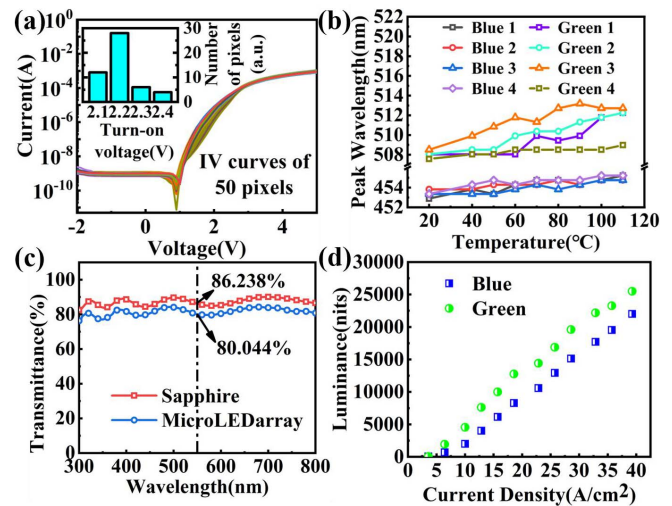 (a)
10⁰
10⁻²
10⁻⁴
10⁻⁶
10⁻⁸
10⁻¹⁰
Current(A)
-2
0
2
4
Voltage(V)
30
20
10
0
Number
of pixels
(a.u.)
2.1 2.2 2.3 2.4
Turn-on
voltage(V)
IV curves of
50 pixels
(b)
Blue 1
Blue 2
Blue 3
Blue 4
Green 1
Green 2
Green 3
Green 4
Peak Wavelength(nm)
518
516
514
512
510
508
454
452
20 40 60 80 100 120
Temperature(℃)
(c)
100
80
60
40
20
0
Transmittance(%)
86.238%
80.044%
Sapphire
MicroLEDarray
300 400 500 600 700 800
Wavelength(nm)
(d)
Blue
Green
Luminance(nits)
30000
25000
20000
15000
10000
5000
0
0 5 10 15 20 25 30 35 40
Current Density(A/cm²)